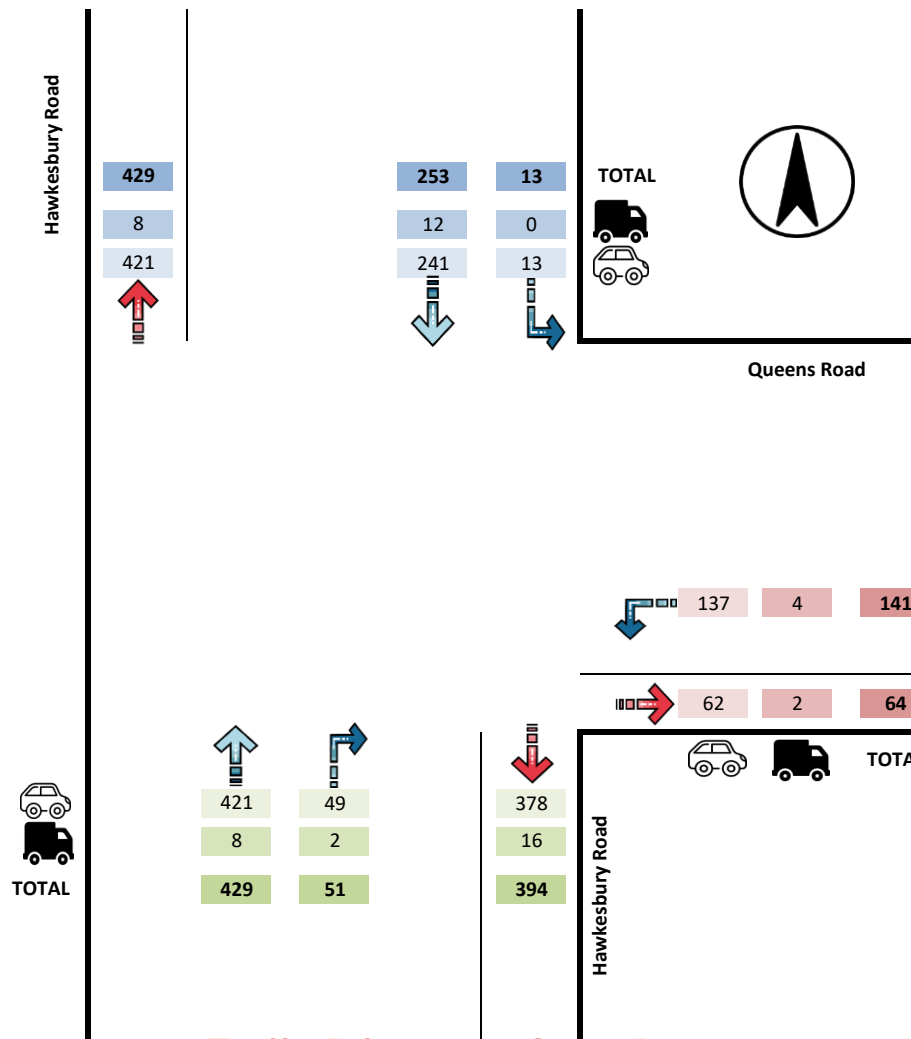 Hawkesbury Road
429 253 13 TOTAL
8 12 0
421 241 13
Queens Road
137 4 141
62 2 64
421 49 378
8 2 16
TOTAL 429 51 394
Hawkesbury Road